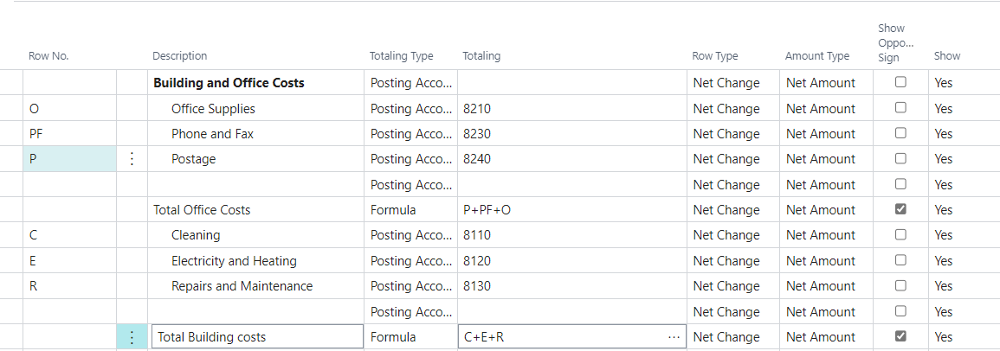 Show
Oppo...
Sign
Row No. Description Totaling Type Totaling Row Type Amount Type Show
Building and Office Costs Posting Acco... Net Change Net Amount Yes
O Office Supplies Posting Acco... 8210 Net Change Net Amount Yes
PF Phone and Fax Posting Acco... 8230 Net Change Net Amount Yes
P Postage Posting Acco... 8240 Net Change Net Amount Yes
Posting Acco... Net Change Net Amount Yes
Total Office Costs Formula P+PF+O Net Change Net Amount Yes
C Cleaning Posting Acco... 8110 Net Change Net Amount Yes
E Electricity and Heating Posting Acco... 8120 Net Change Net Amount Yes
R Repairs and Maintenance Posting Acco... 8130 Net Change Net Amount Yes
Posting Acco... Net Change Net Amount Yes
Total Building costs Formula C+E+R ... Net Change Net Amount Yes